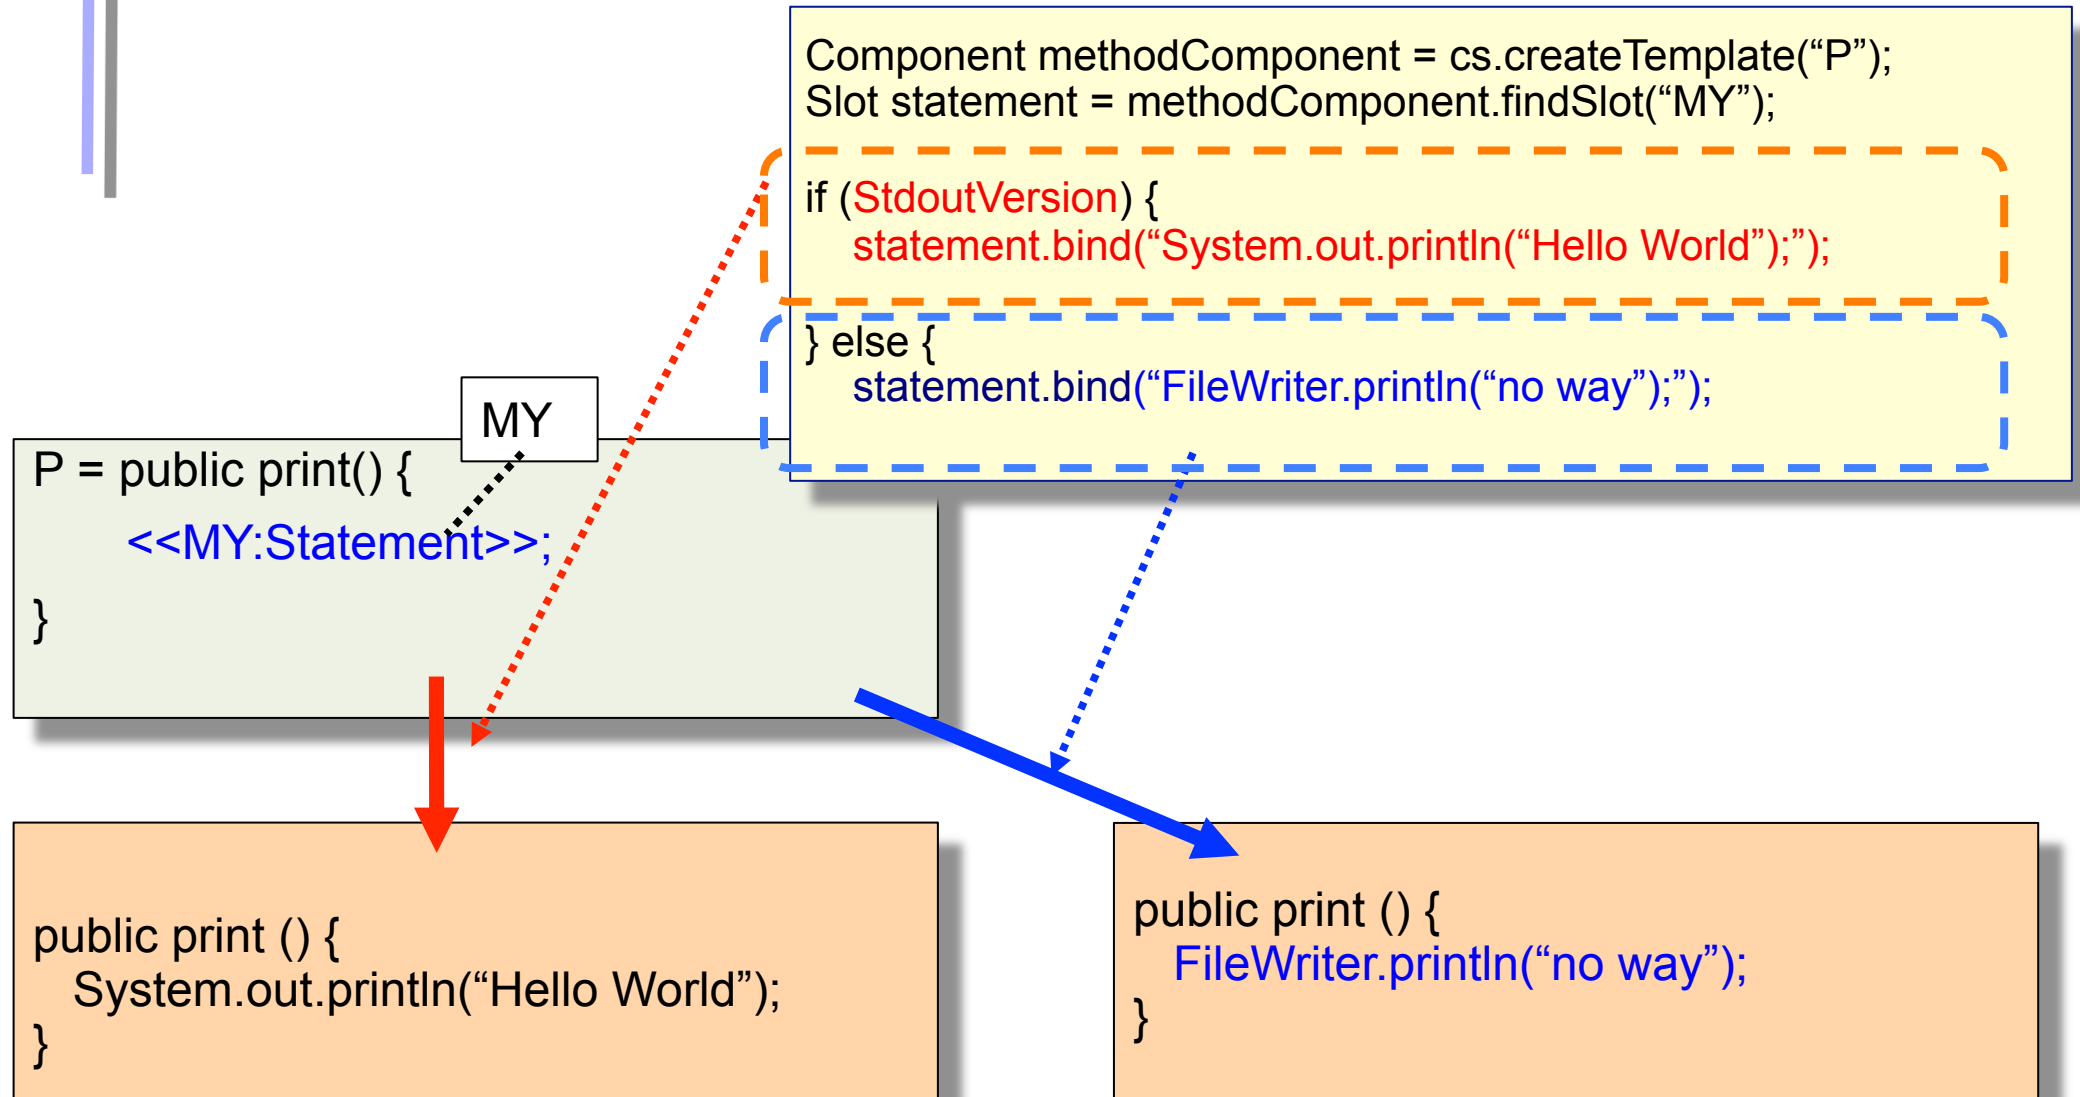 Component methodComponent = cs.createTemplate(“P”);
Slot statement = methodComponent.findSlot(“MY”);
if (StdoutVersion) {
statement.bind(“System.out.println(“Hello World”);”);
} else {
statement.bind(“FileWriter.println(“no way”);”);
MY
P = public print() {
<<MY:Statement>>;
}
public print () {
System.out.println(“Hello World”);
}
public print () {
FileWriter.println(“no way”);
}